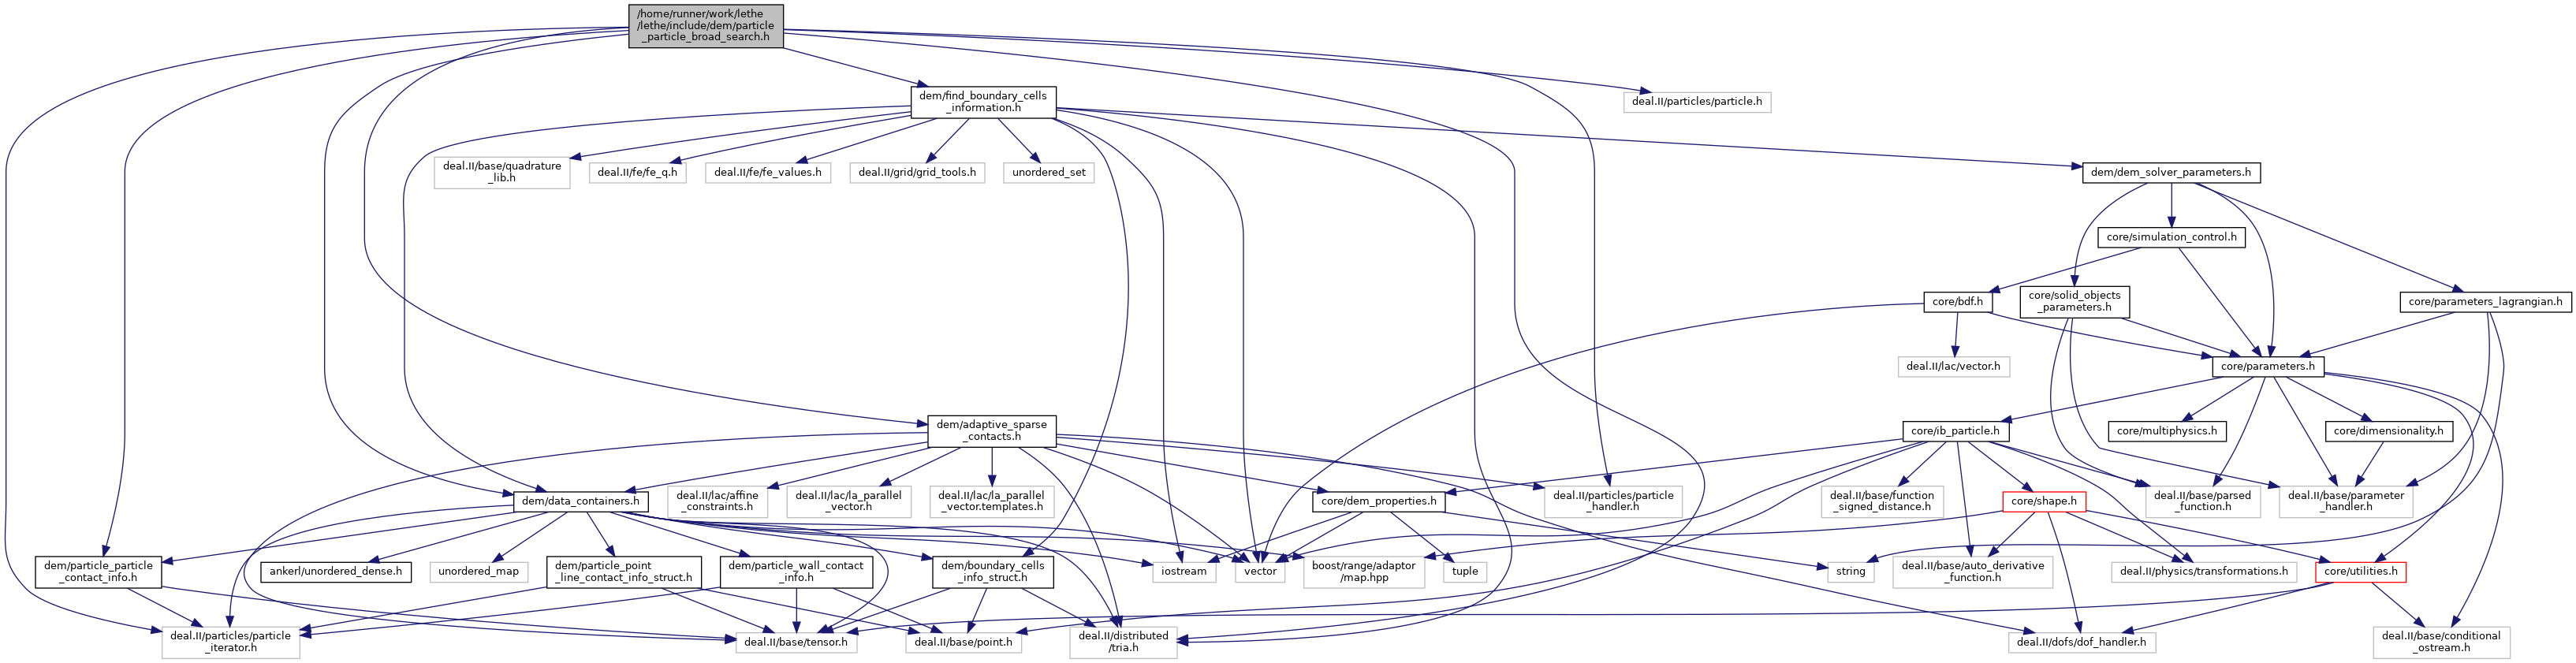 /home/runner/work/lethe
/lethe/include/dem/particle
_particle_broad_search.h
dem/find_boundary_cells
_information.h
deal.II/particles/particle.h
deal.II/base/quadrature
_lib.h
deal.II/fe/fe_q.h
deal.II/fe/fe_values.h
deal.II/grid/grid_tools.h
unordered_set
dem/dem_solver_parameters.h
core/simulation_control.h
core/bdf.h
core/solid_objects
_parameters.h
core/parameters_lagrangian.h
deal.II/lac/vector.h
core/parameters.h
dem/adaptive_sparse
_contacts.h
core/ib_particle.h
core/multiphysics.h
core/dimensionality.h
dem/data_containers.h
deal.II/lac/affine
_constraints.h
deal.II/lac/la_parallel
_vector.h
deal.II/lac/la_parallel
_vector.templates.h
core/dem_properties.h
deal.II/particles/particle
_handler.h
deal.II/base/function
_signed_distance.h
core/shape.h
deal.II/base/parsed
_function.h
deal.II/base/parameter
_handler.h
dem/particle_particle
_contact_info.h
ankerl/unordered_dense.h
unordered_map
dem/particle_point
_line_contact_info_struct.h
dem/particle_wall_contact
_info.h
dem/boundary_cells
_info_struct.h
iostream
vector
boost/range/adaptor
/map.hpp
tuple
string
deal.II/base/auto_derivative
_function.h
deal.II/physics/transformations.h
core/utilities.h
deal.II/particles/particle
_iterator.h
deal.II/base/tensor.h
deal.II/base/point.h
deal.II/distributed
/tria.h
deal.II/dofs/dof_handler.h
deal.II/base/conditional
_ostream.h